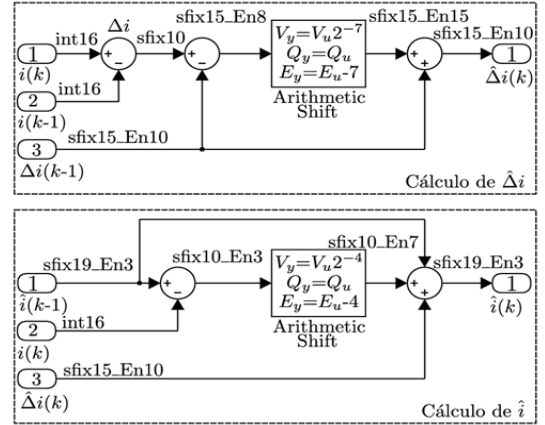 sfix15_En8
int16
Δi
sfix10
V_y=V_u2^{-7}
Q_y=Q_u
E_y=E_u-7
sfix15_En15
sfix15_En10
1
i(k)
int16
2
i(k-1)
sfix15_En10
3
Δi(k-1)
Arithmetic
Shift
1
Δ̂i(k)
Cálculo de Δ̂i
1
sfix19_En3
î(k-1)
int16
2
i(k)
sfix15_En10
3
Δ̂i(k)
sfix10_En3
sfix10_En7
V_y=V_u2^{-4}
Q_y=Q_u
E_y=E_u-4
Arithmetic
Shift
sfix19_En3
1
î(k)
Cálculo de î